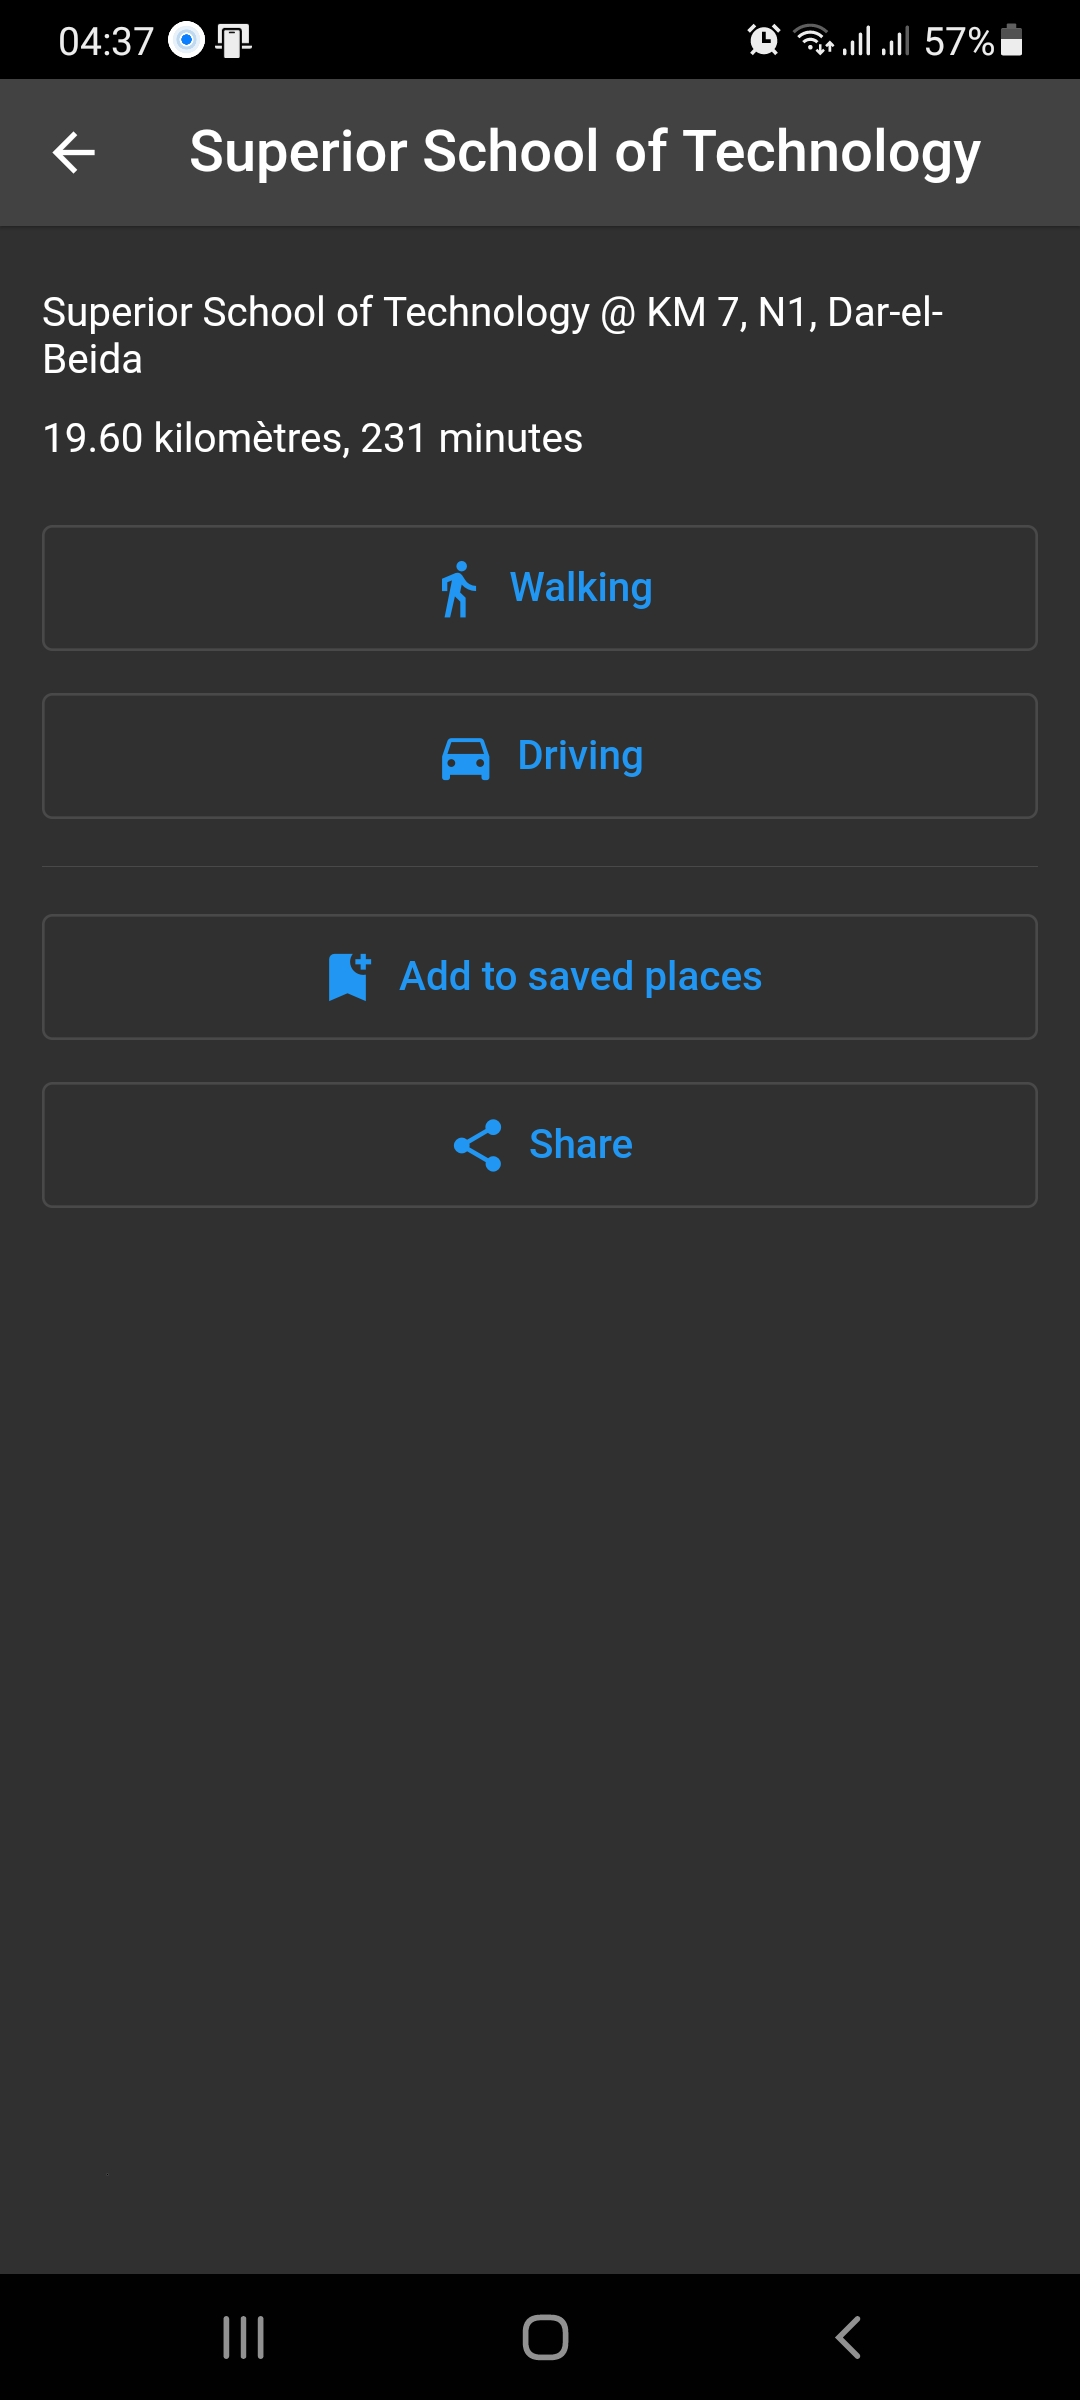 04:37
57%
Superior School of Technology
Superior School of Technology @ KM 7, N1, Dar-el-
Beida
19.60 kilomètres, 231 minutes
Walking
Driving
Add to saved places
Share